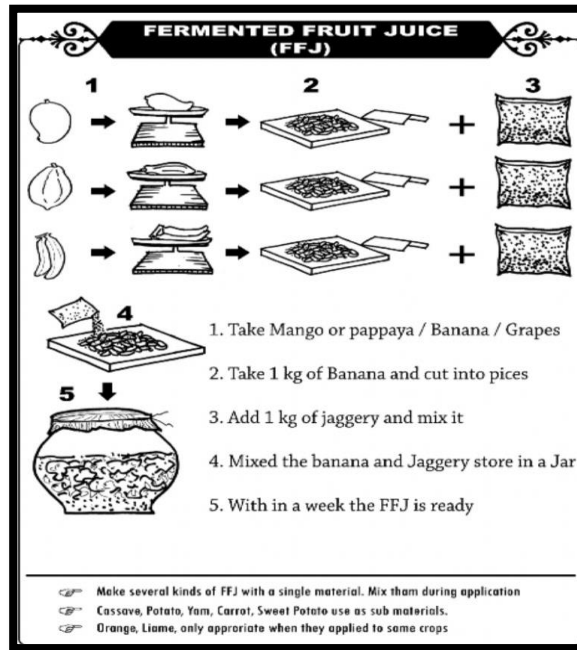 FERMENTED FRUIT JUICE
(FFJ)
1 2 3
4
5
1. Take Mango or pappaya / Banana / Grapes
2. Take 1 kg of Banana and cut into pices
3. Add 1 kg of jaggery and mix it
4. Mixed the banana and Jaggery store in a Jar
5. With in a week the FFJ is ready
Make several kinds of FFJ with a single material. Mix tham during application
Cassave, Potato, Yam, Carrot, Sweet Potato use as sub materials.
Orange, Liame, only approriate when they applied to same crops